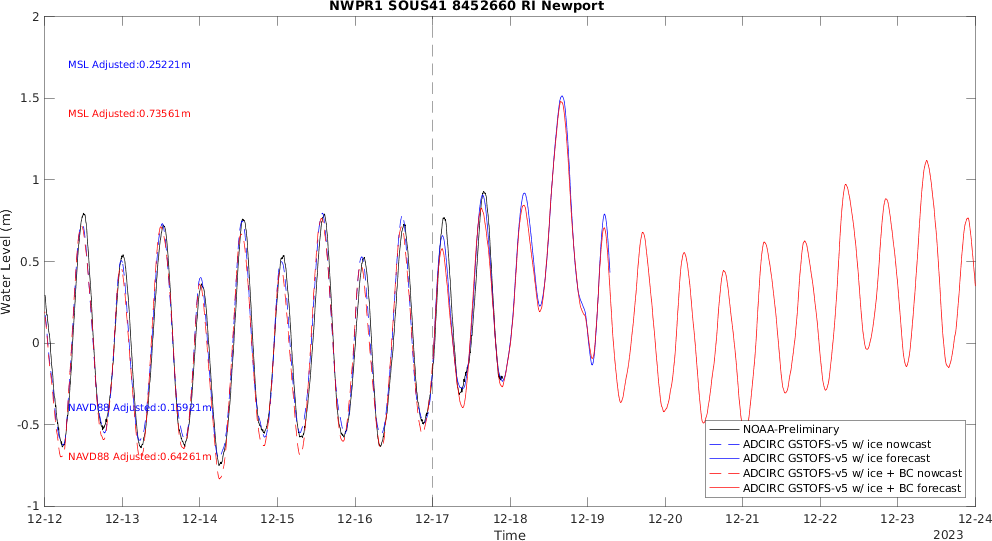 NWPR1 SOUS41 8452660 RI Newport
Water Level (m)
2
1.5
1
0.5
0
-0.5
-1
MSL Adjusted:0.25221m
MSL Adjusted:0.73561m
NAVD88 Adjusted:0.15921m
NAVD88 Adjusted:0.64261m
NOAA-Preliminary
ADCIRC GSTOFS-v5 w/ ice nowcast
ADCIRC GSTOFS-v5 w/ ice forecast
ADCIRC GSTOFS-v5 w/ ice + BC nowcast
ADCIRC GSTOFS-v5 w/ ice + BC forecast
12-12 12-13 12-14 12-15 12-16 12-17 12-18 12-19 12-20 12-21 12-22 12-23 12-24
Time
2023